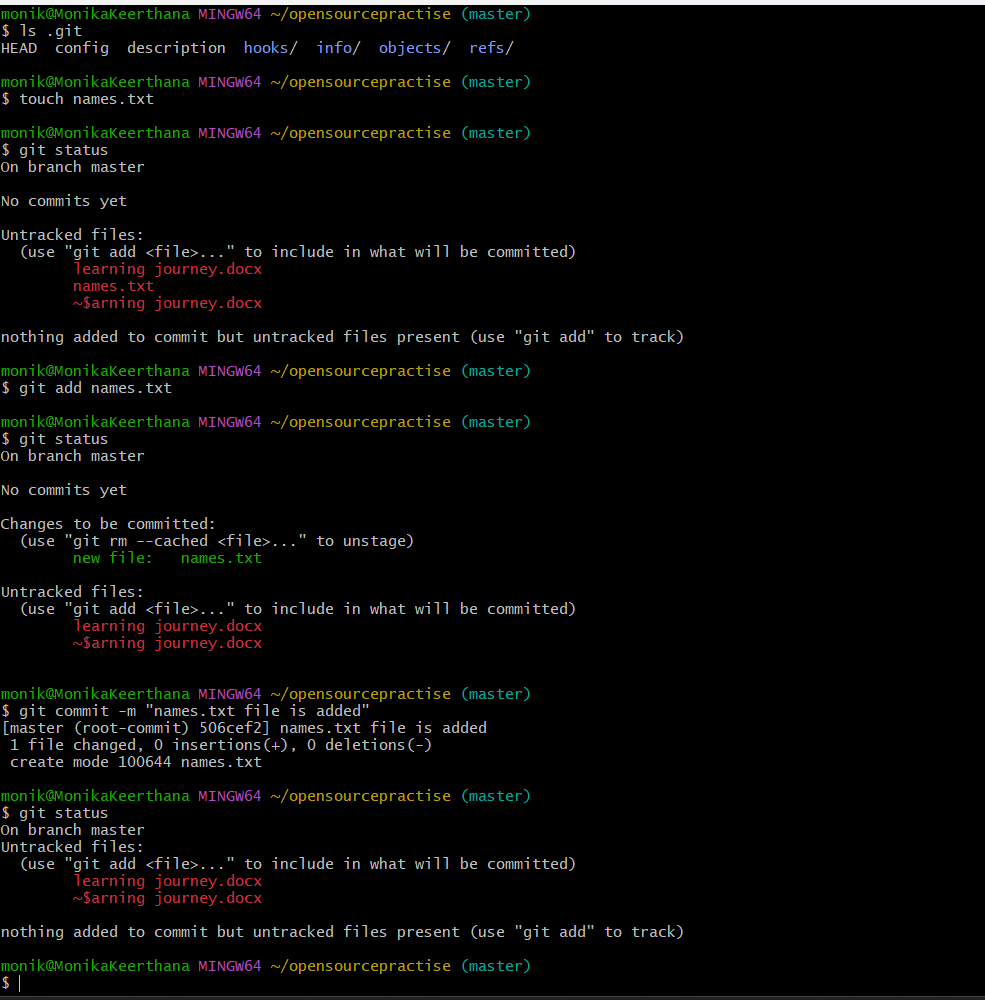 monik@MonikaKeerthana MINGW64 ~/opensourcepractise (master)
$ ls .git
HEAD  config  description  hooks/  info/  objects/  refs/
monik@MonikaKeerthana MINGW64 ~/opensourcepractise (master)
$ touch names.txt
monik@MonikaKeerthana MINGW64 ~/opensourcepractise (master)
$ git status
On branch master
No commits yet
Untracked files:
  (use "git add <file>..." to include in what will be committed)
        learning journey.docx
        names.txt
        ~$arning journey.docx
nothing added to commit but untracked files present (use "git add" to track)
monik@MonikaKeerthana MINGW64 ~/opensourcepractise (master)
$ git add names.txt
monik@MonikaKeerthana MINGW64 ~/opensourcepractise (master)
$ git status
On branch master
No commits yet
Changes to be committed:
  (use "git rm --cached <file>..." to unstage)
        new file:   names.txt
Untracked files:
  (use "git add <file>..." to include in what will be committed)
        learning journey.docx
        ~$arning journey.docx
monik@MonikaKeerthana MINGW64 ~/opensourcepractise (master)
$ git commit -m "names.txt file is added"
[master (root-commit) 506cef2] names.txt file is added
 1 file changed, 0 insertions(+), 0 deletions(-)
 create mode 100644 names.txt
monik@MonikaKeerthana MINGW64 ~/opensourcepractise (master)
$ git status
On branch master
Untracked files:
  (use "git add <file>..." to include in what will be committed)
        learning journey.docx
        ~$arning journey.docx
nothing added to commit but untracked files present (use "git add" to track)
monik@MonikaKeerthana MINGW64 ~/opensourcepractise (master)
$